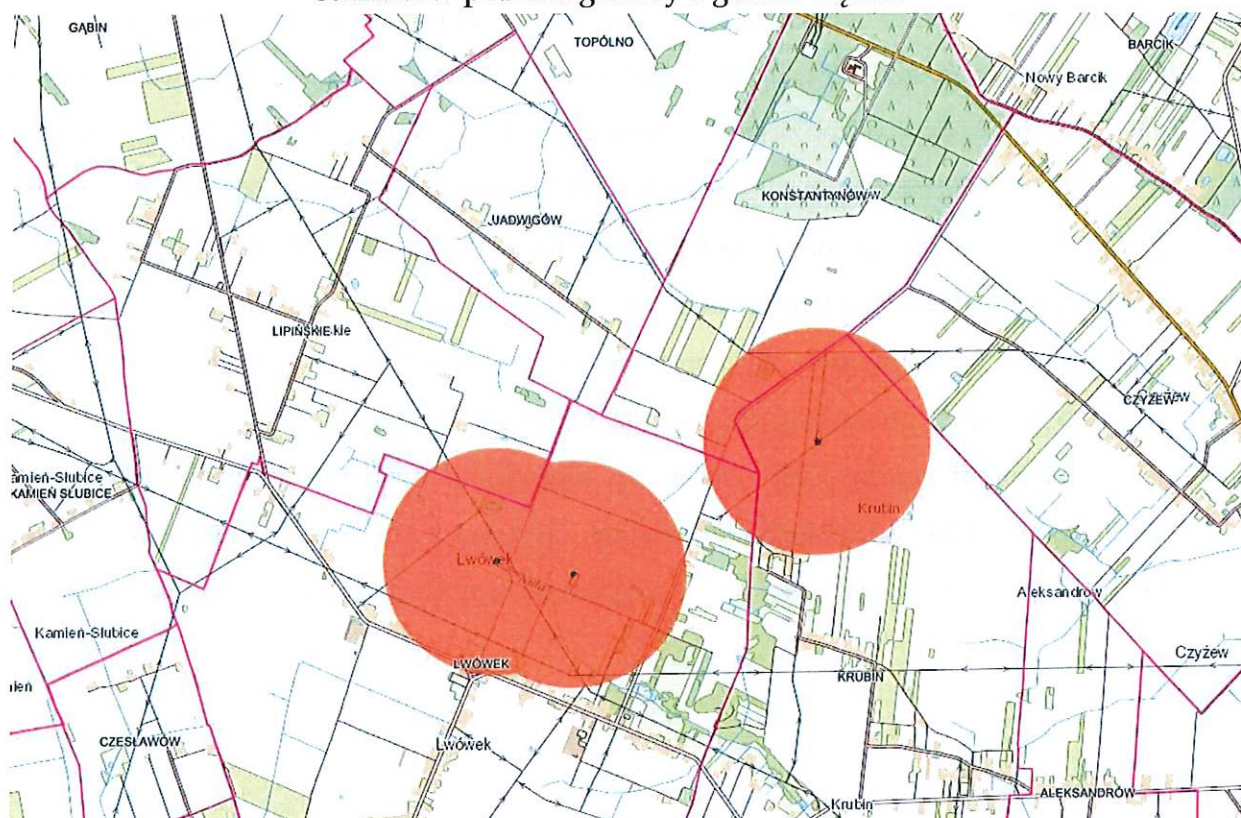 GĄBIN
TOPÓLNO
BARCIK
Nowy Barcik
KONSTANTYNÓW
JADWIGÓW
LIPIŃSKIE
CZYŻEW
Krubin
Lwówek
Aleksandrów
Kamień-Słubice
KAMIEŃ SŁUBICE
Kamień-Słubice
Czyżew
LWÓWEK
KRUBIN
CZESŁAWÓW
Lwówek
ALEKSANDRÓW
Krubin